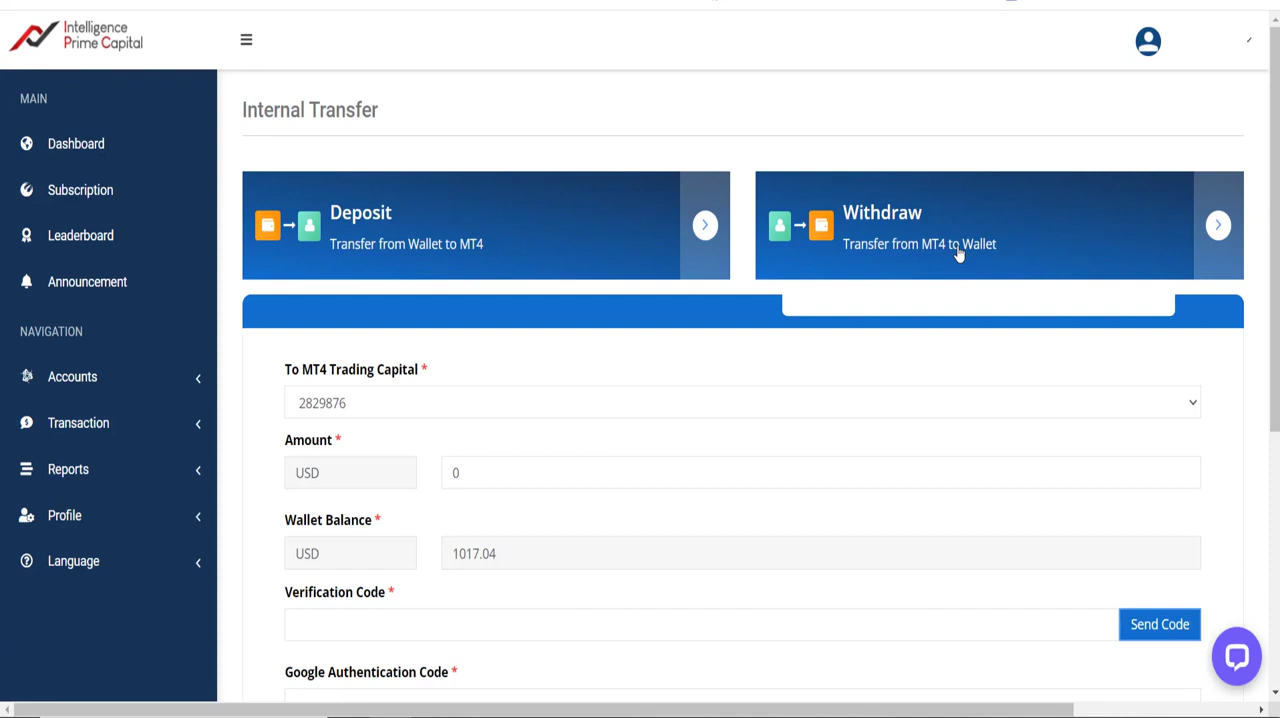 Intelligence
Prime Capital
MAIN
Dashboard
Subscription
Leaderboard
Announcement
NAVIGATION
Accounts
Transaction
Reports
Profile
Language
Internal Transfer
Deposit
Transfer from Wallet to MT4
Withdraw
Transfer from MT4 to Wallet
To MT4 Trading Capital *
2829876
Amount *
USD
0
Wallet Balance *
USD
1017.04
Verification Code *
Send Code
Google Authentication Code *